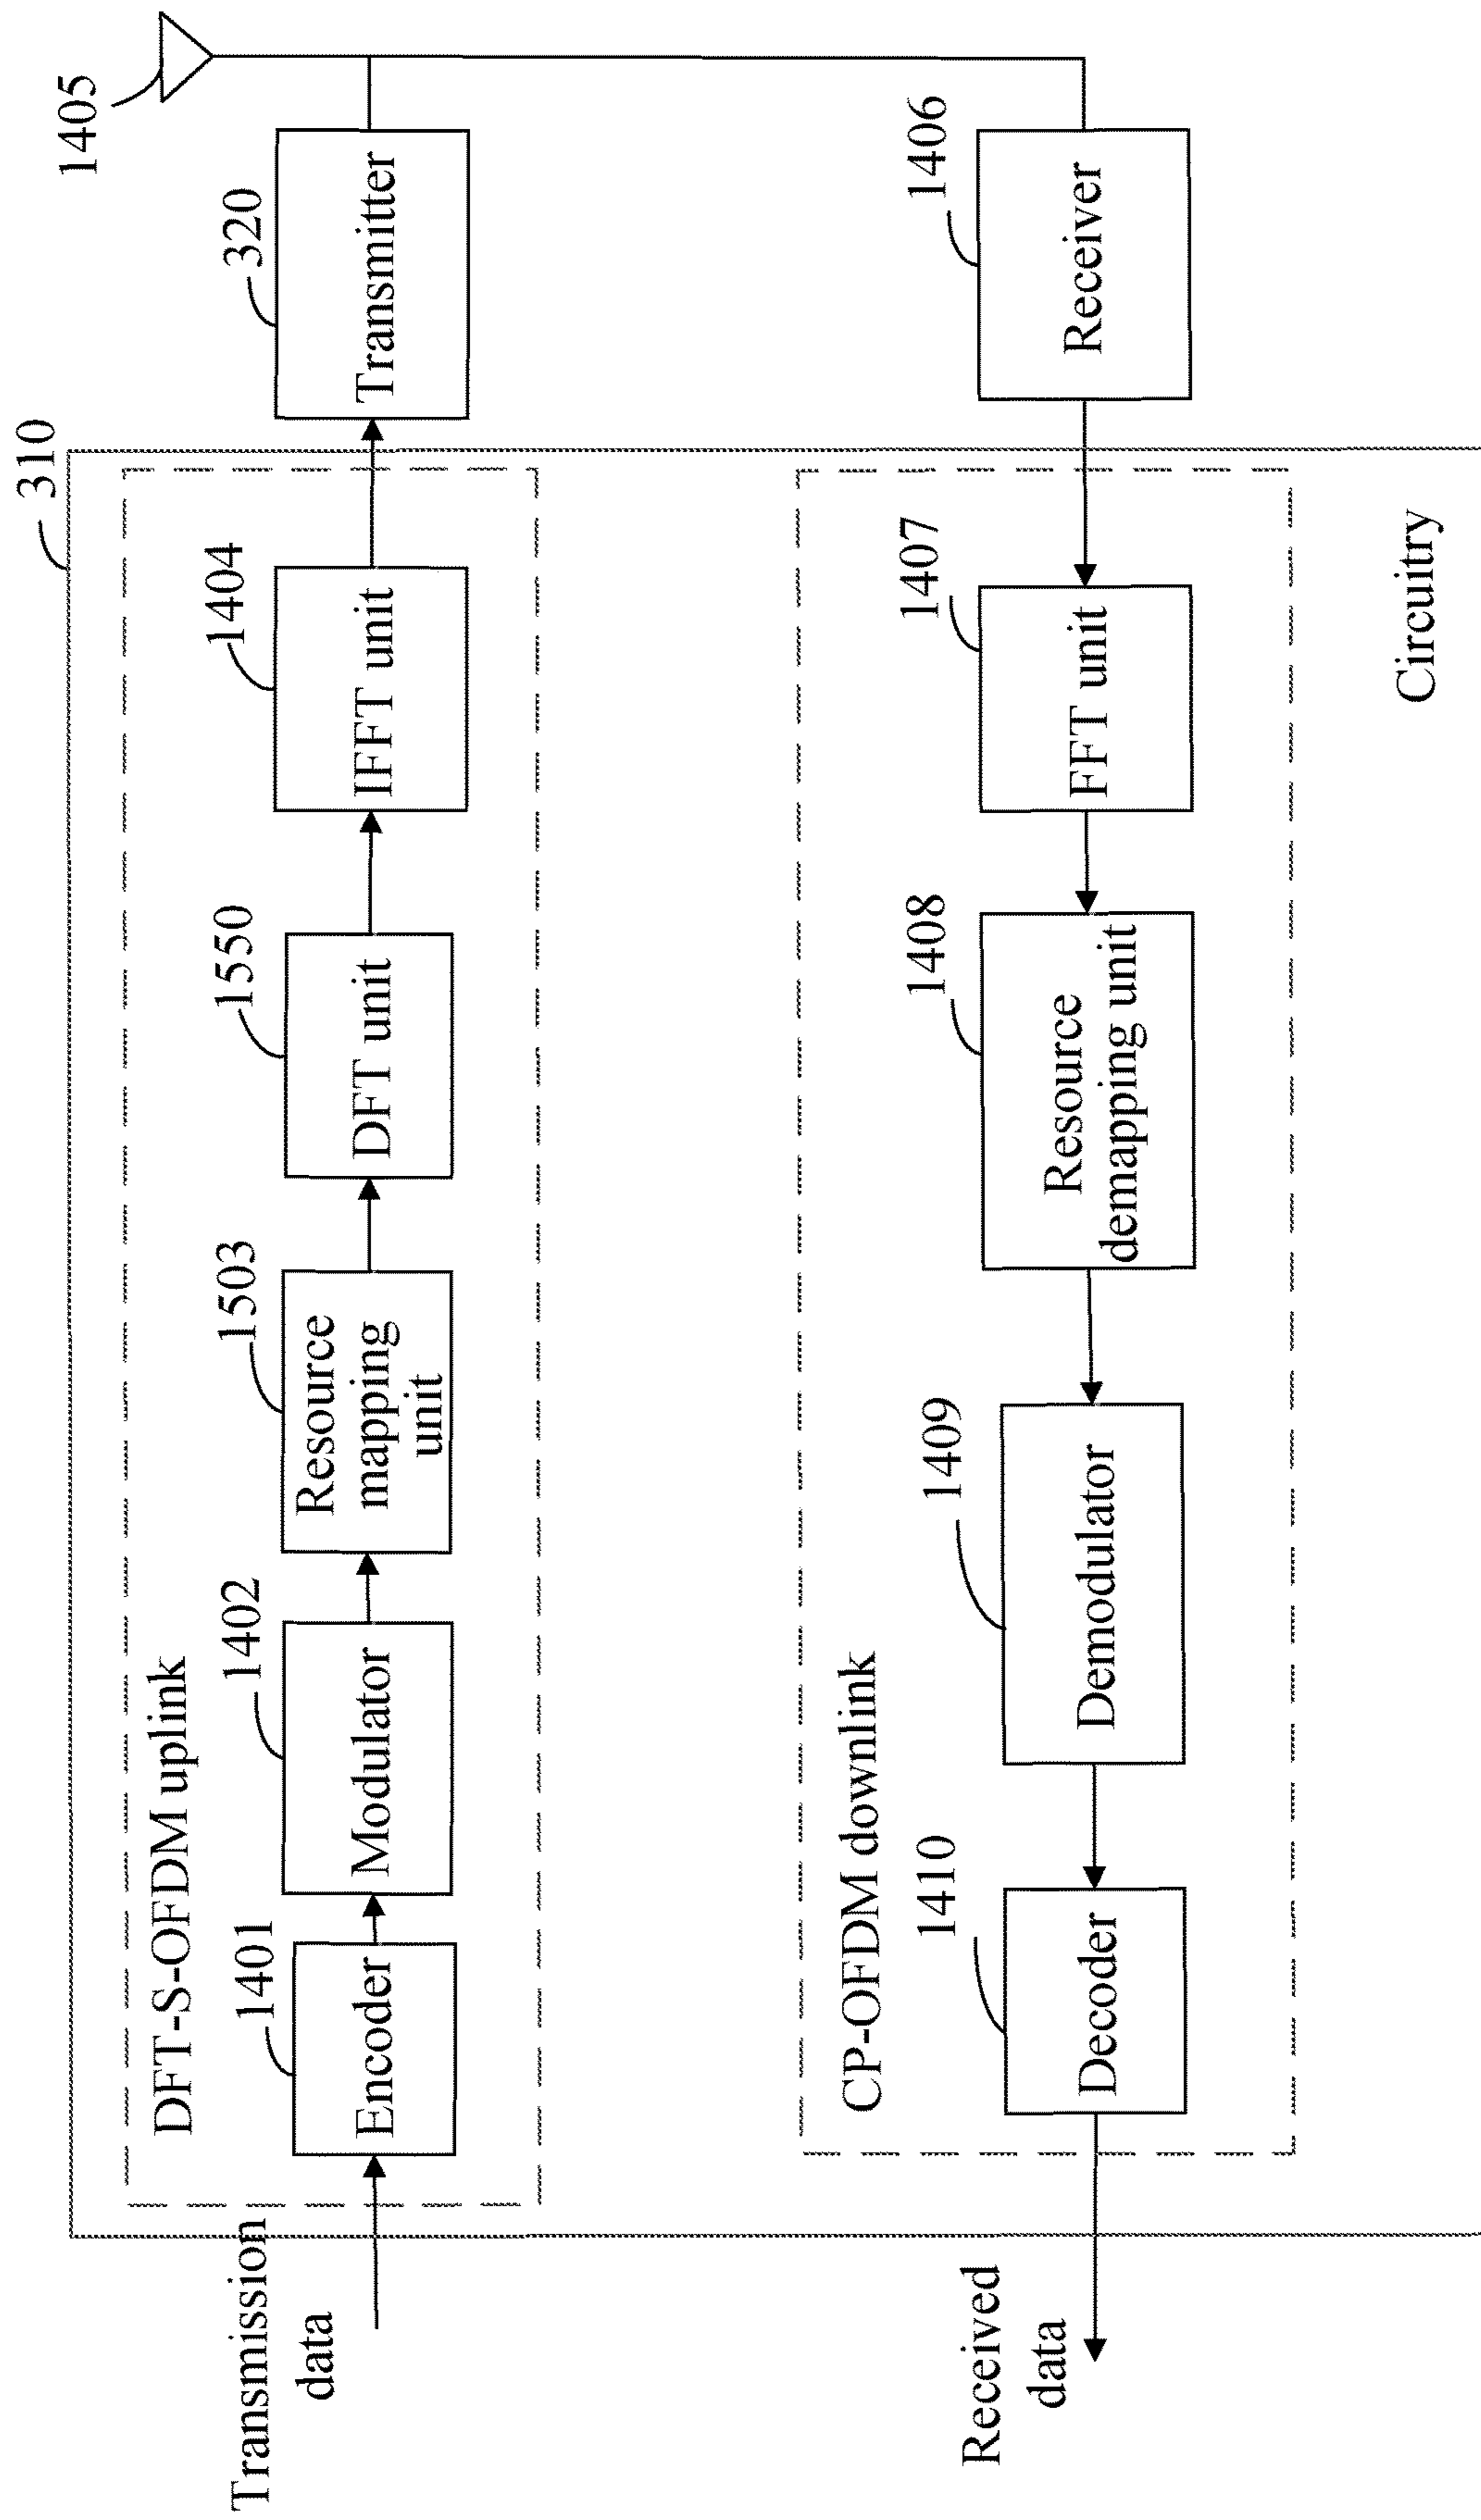 310
DFT-S-OFDM uplink
Transmission
data
1401
Encoder
1402
Modulator
1503
Resource
mapping
unit
1550
DFT unit
1404
IFFT unit
320
Transmitter
1405
CP-OFDM downlink
Received
data
1410
Decoder
1409
Demodulator
1408
Resource
demapping unit
1407
FFT unit
1406
Receiver
Circuitry